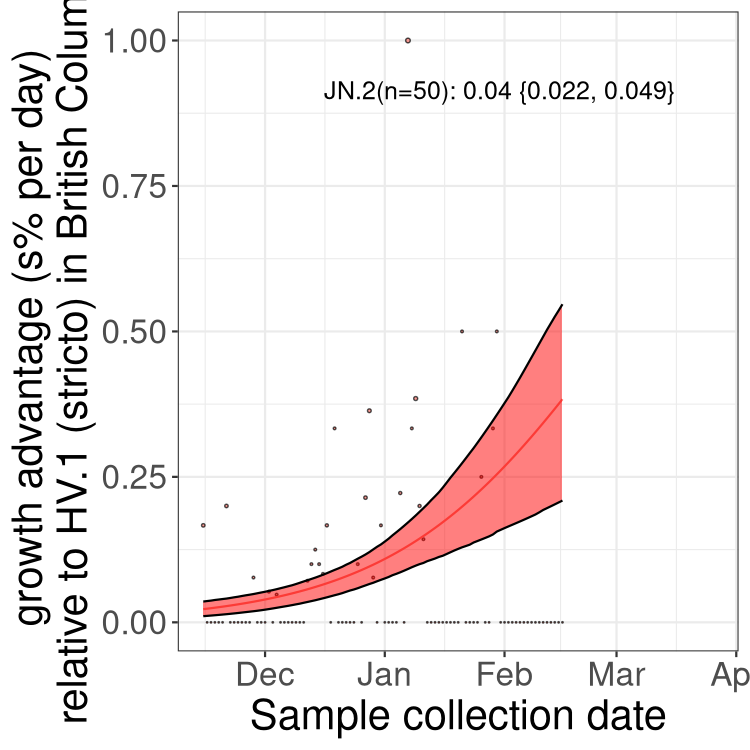 growth advantage (s% per day)
relative to HV.1 (stricto) in British Colum
1.00
0.75
0.50
0.25
0.00
JN.2(n=50): 0.04 {0.022, 0.049}
Dec Jan Feb Mar Ap
Sample collection date